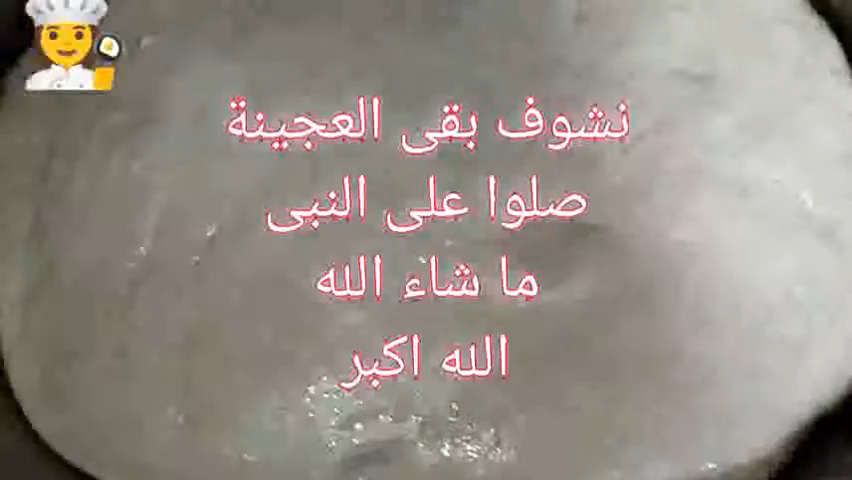 نشوف بقى العجينة
صلوا على النبى
ما شاء الله
الله اكبر